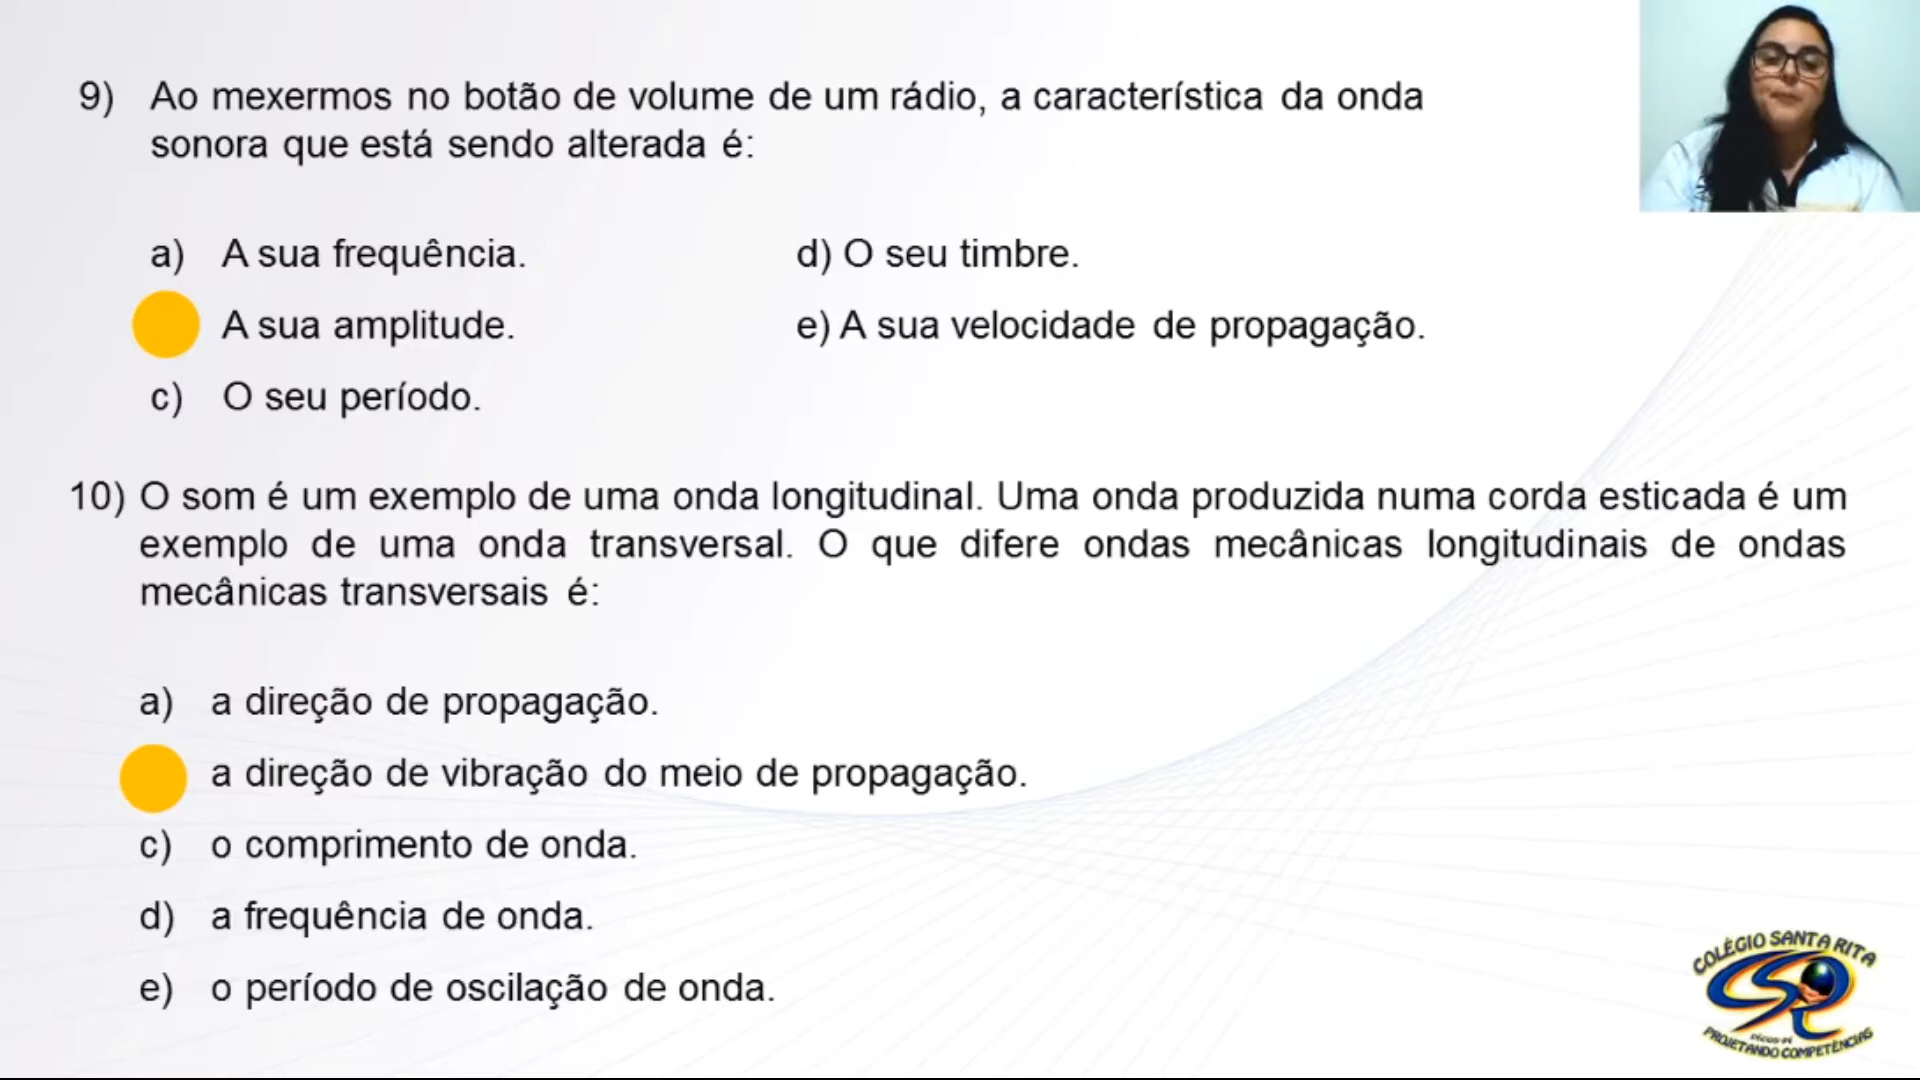 9) Ao mexermos no botão de volume de um rádio, a característica da onda
sonora que está sendo alterada é:
a) A sua frequência.
A sua amplitude.
c) O seu período.
d) O seu timbre.
e) A sua velocidade de propagação.
10) O som é um exemplo de uma onda longitudinal. Uma onda produzida numa corda esticada é um
exemplo de uma onda transversal. O que difere ondas mecânicas longitudinais de ondas
mecânicas transversais é:
a) a direção de propagação.
a direção de vibração do meio de propagação.
c) o comprimento de onda.
d) a frequência de onda.
e) o período de oscilação de onda.
COLÉGIO SANTA RITA
PROJETANDO COMPETÊNCIAS